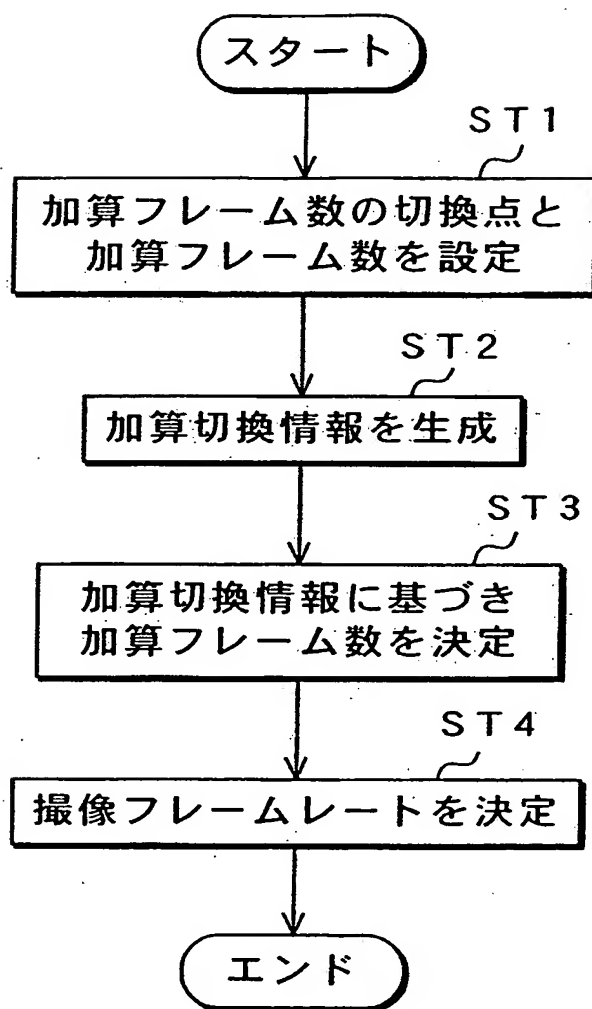 スタート
ST1
加算フレーム数の切換点と
加算フレーム数を設定
ST2
加算切換情報を生成
ST3
加算切換情報に基づき
加算フレーム数を決定
ST4
撮像フレームレートを決定
エンド